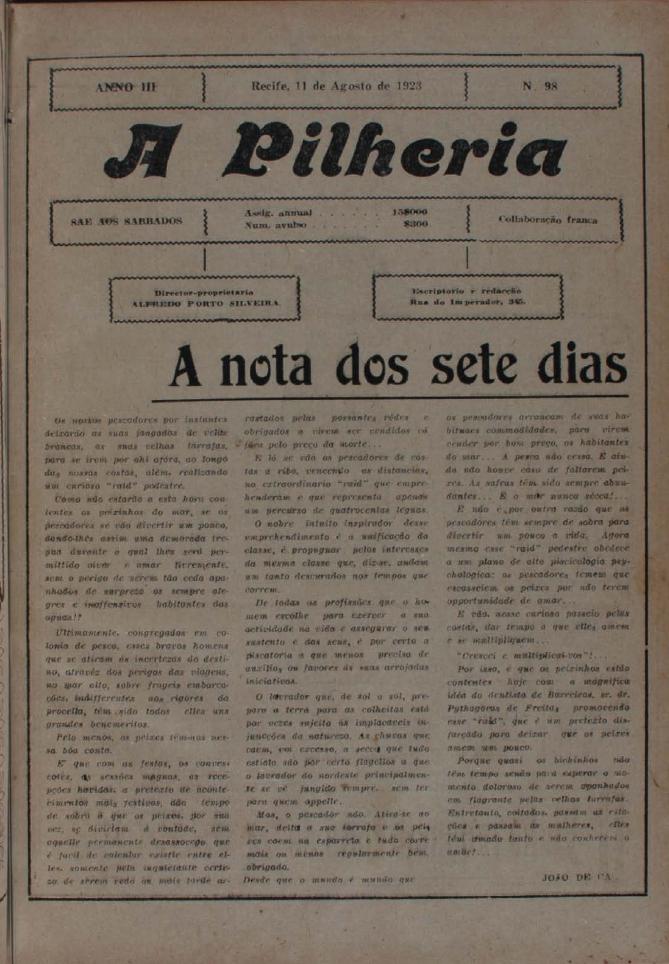 ANNO III
Recife, 11 de Agosto de 1923
N. 98
A Pilheria
SAE AOS SABBADOS
Assig. annual . . . . . . 15$000
Num. avulso . . . . . . . $300
Collaboração franca
Director-proprietario
ALFREDO PORTO SILVEIRA
Escriptorio e redacção
Rua do Imperador, 345.
A nota dos sete dias
Os nossos pescadores por instantes
deixarão as suas jangadas de velas
brancas, as suas velhas tarrafas,
para se irem por ahi afóra, ao longo
das nossas costas, além, realizando
um curioso "raid" pedestre.
Como não estarão a esta hora con-
tentes os peixinhos do mar, se os
pescadores se vão divertir um pouco,
dando-lhes assim uma demorada tre-
gua durante a qual lhes será per-
mittido viver e amar livremente,
sem o perigo de sêrem tão cedo apa-
nhados de surpreza os sempre ale-
gres e inoffensivos habitantes das
aguas!?
Ultimamente, congregados em co-
lonia de pesca, esses bravos homens
que se atiram ás incertezas do desti-
no, atravéz dos perigos das viagens,
no mar alto, sobre frageis embarca-
ções, indifferentes aos rigores da
procella, têm sido todos elles uns
grandes benemeritos.
Pelo menos, os peixes têm-nos nes-
sa bôa conta.
E' que com as festas, os convés-
cotes, as sessões magnas, as rece-
pções havidas a pretexto de aconte-
cimentos mais festivos, dão tempo
de sobra a que os peixes, por sua
vez, se divirtam á vontade, sem
aquelle permanente desassocego que
é facil de calcular existir entre el-
les, somente pela inquietante certe-
za de sêrem cedo ou mais tarde ar-
rastados pelas possantes rêdes e
obrigados a virem ser vendidos cá
fóra pelo preço da morte...
E lá se vão os pescadores de cos-
tas a riba, vencendo as distancias,
no extraordinario "raid" que empre-
henderam e que representa apenas
um percurso de quatrocentas leguas.
O nobre intuito inspirador desse
emprehendimento é a unificação da
classe, é propugnar pelos interesses
da mesma classe que, diz-se, andam
um tanto descurados nos tempos que
correm.
De todas as profissões que o ho-
mem escolhe para exercer a sua
actividade na vida e assegurar o seu
sustento e dos seus, é por certo a
piscatoria a que menos precisa de
auxilios ou favores ás suas arrojadas
iniciativas.
O lavrador que, de sol a sol, pre-
para a terra para as colheitas está
por vezes sujeito ás implacaveis in-
juncções da natureza. As chuvas que
caem, em excesso, a secca que tudo
estióla são por certo flagellos a que
o lavrador do nordeste principalmen-
te se vê jungido sempre, sem ter
para quem appelle.
Mas, o pescador não. Atira-se ao
mar, deita a sua tarrafa e os pei-
xes caem na esparrela e tudo corre
mais ou menos regularmente bem,
obrigado.
Desde que o mundo é mundo que
os pescadores arrancam de suas ha-
bituaes commodidades, para virem
vender por bom preço, os habitantes
do mar... A pesca não cessa. E ain-
da não houve caso de faltarem pei-
xes. As safras têm sido sempre abun-
dantes... E o mar nunca sécca!...
E não é por outra razão que os
pescadores têm sempre de sobra para
divertir um pouco a vida. Agora
mesmo esse "raid" pedestre obedece
a um plano de alta piscicologia psy-
chologica: os pescadores temem que
escasseiem os peixes por não terem
opportunidade de amar...
E vão, nesse curioso passeio pelas
costas, dar tempo a que elles amem
e se multipliquem...
"Crescei e multiplicai-vos"!...
Por isso, é que os peixinhos estão
contentes hoje com a magnifica
idéa do dentista de Barreiros, sr. dr.
Pythagoras de Freitas, promovendo
esse "raid", que é um pretexto dis-
farçado para deixar que os peixes
amem um pouco.
Porque quasi os bichinhos não
têm tempo senão para esperar o mo-
mento doloroso de serem apanhados
em flagrante pelas velhas tarrafas.
Entretanto, coitados, passam as
e passam as mulheres, elles
têm amado tanto e não conhecem o
amôr!...
JOÃO DE